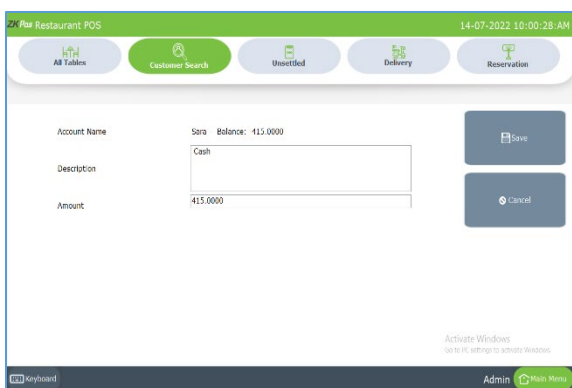 ZKPos Restaurant POS 14-07-2022 10:00:28:AM
All Tables Customer Search Unsettled Delivery Reservation
Account Name Sara Balance: 415.0000
Save
Description Cash
Amount 415.0000
Cancel
Activate Windows
Go to PC settings to activate Windows.
Keyboard Admin Main Menu